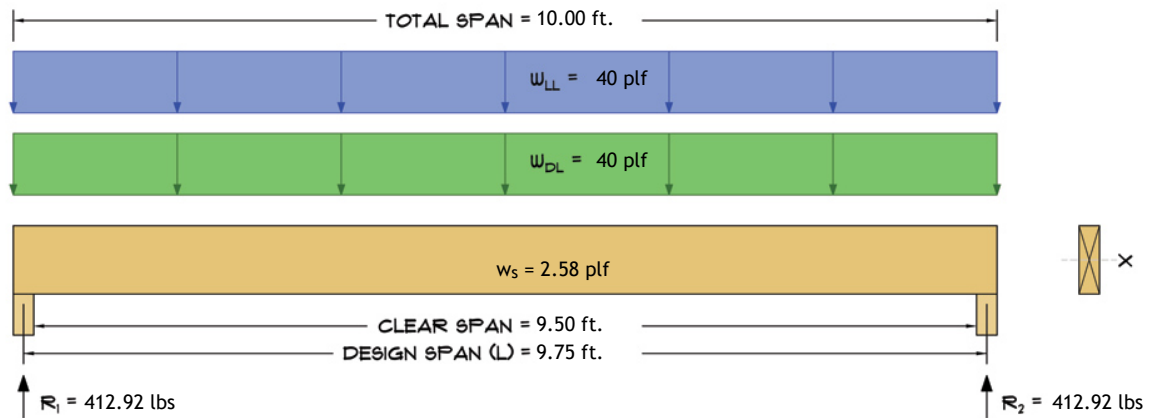 TOTAL SPAN = 10.00 ft.
WLL = 40 plf
WDL = 40 plf
ws = 2.58 plf
X
CLEAR SPAN = 9.50 ft.
DESIGN SPAN (L) = 9.75 ft.
R1 = 412.92 lbs
R2 = 412.92 lbs